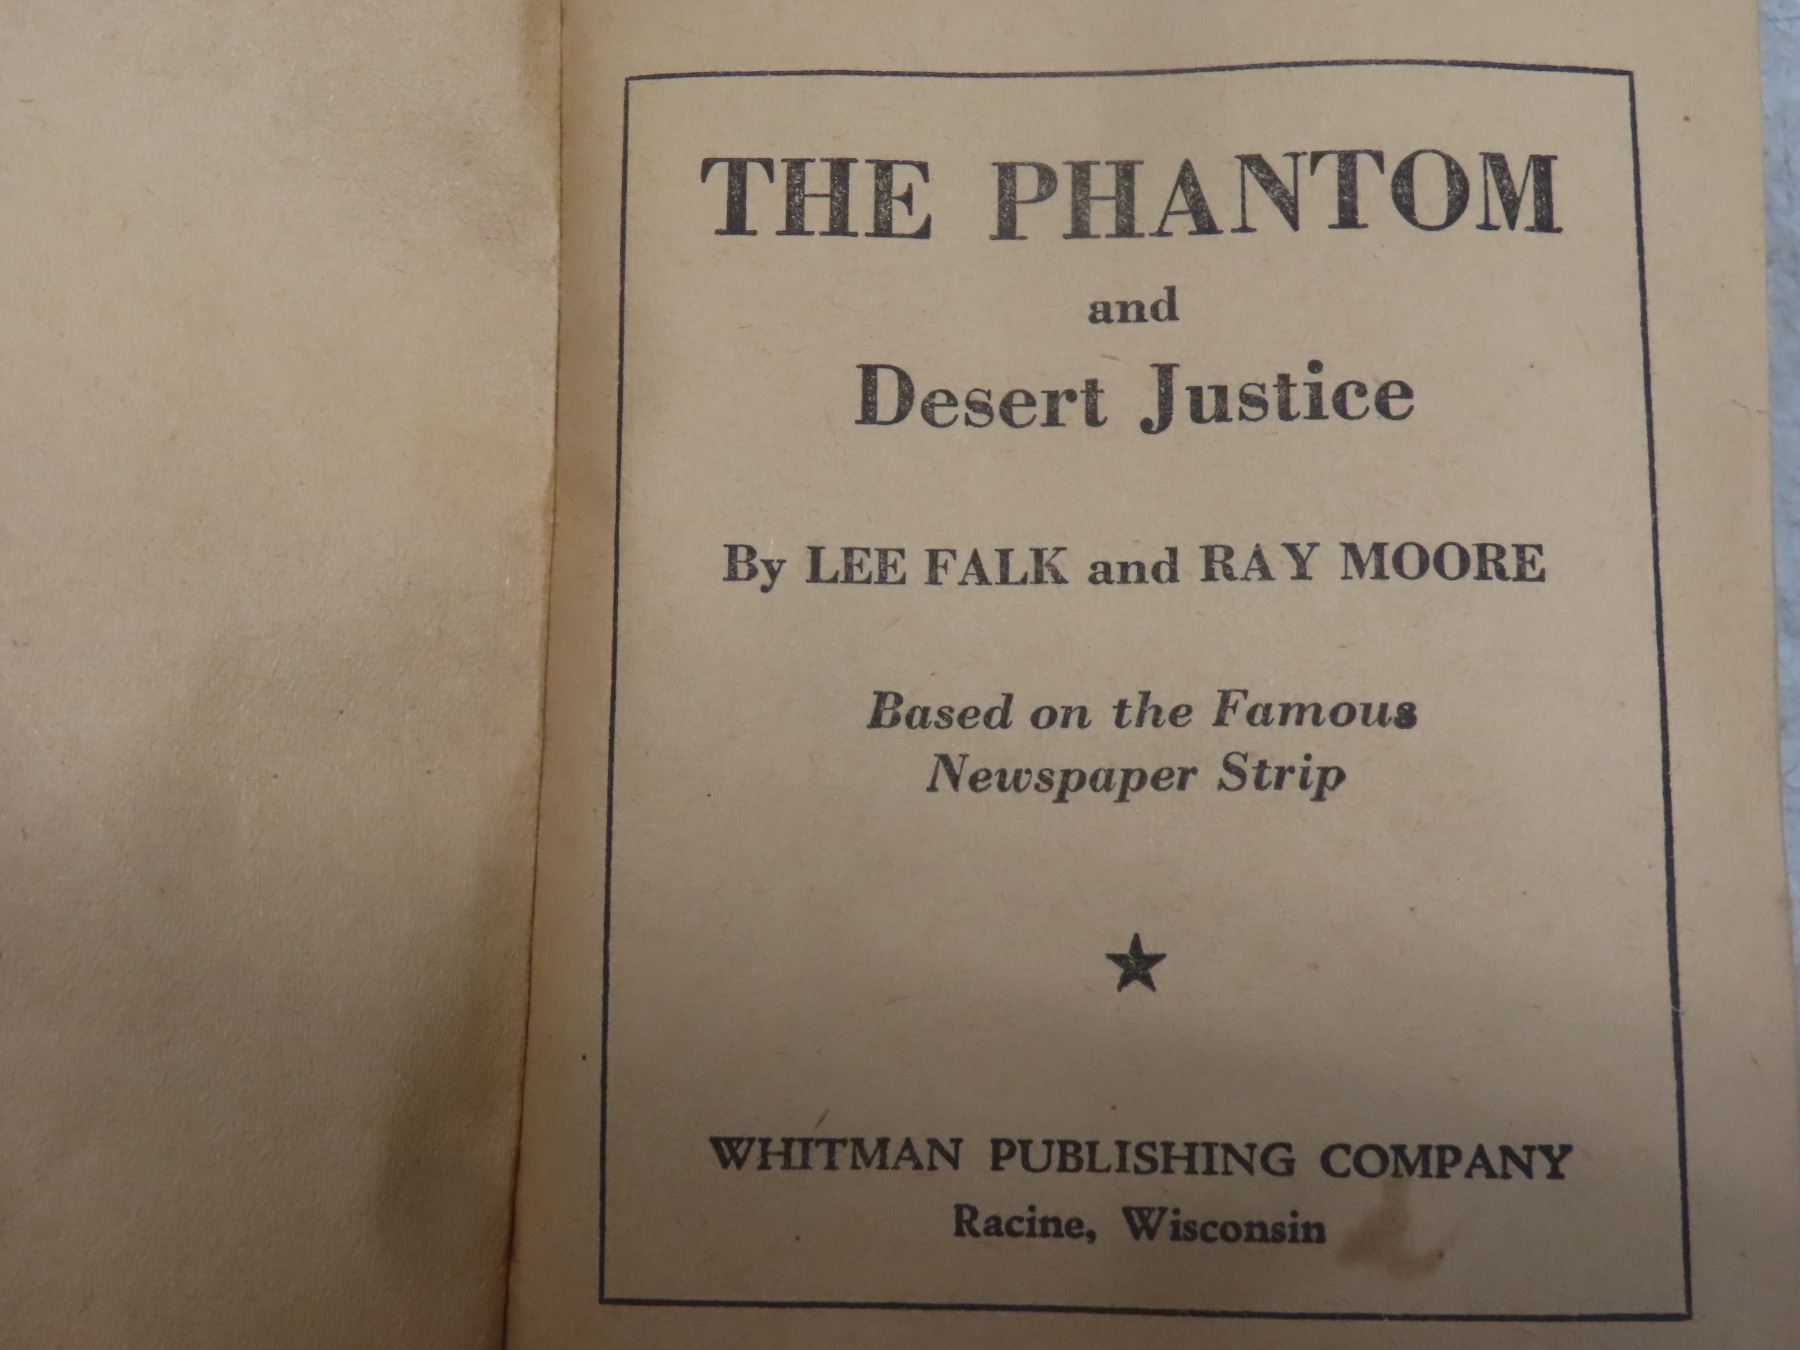 THE PHANTOM
and
Desert Justice
By LEE FALK and RAY MOORE
Based on the Famous
Newspaper Strip
WHITMAN PUBLISHING COMPANY
Racine, Wisconsin